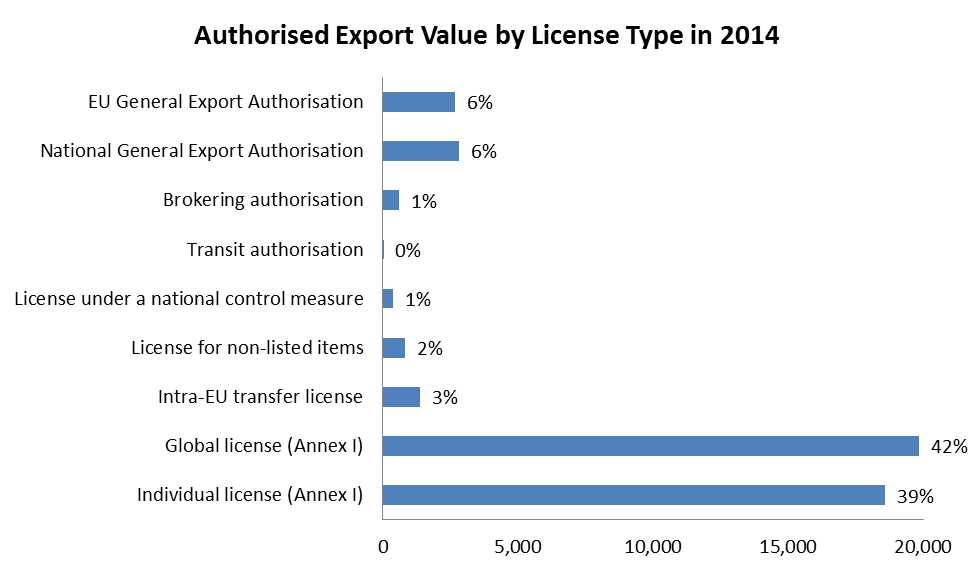 Authorised Export Value by License Type in 2014
EU General Export Authorisation 6%
National General Export Authorisation 6%
Brokering authorisation 1%
Transit authorisation 0%
License under a national control measure 1%
License for non-listed items 2%
Intra-EU transfer license 3%
Global license (Annex I) 42%
Individual license (Annex I) 39%
0 5,000 10,000 15,000 20,000